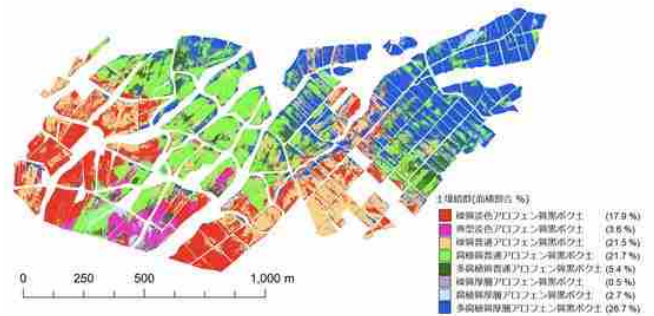 土壌統群(面積割合 %)
礫質淡色アロフェン質黒ボク土 (17.9 %)
典型淡色アロフェン質黒ボク土 (3.6 %)
礫質普通アロフェン質黒ボク土 (21.5 %)
腐植質普通アロフェン質黒ボク土 (21.7 %)
多腐植質普通アロフェン質黒ボク土 (5.4 %)
礫質厚層アロフェン質黒ボク土 (0.5 %)
腐植質厚層アロフェン質黒ボク土 (2.7 %)
多腐植質厚層アロフェン質黒ボク土 (26.7 %)
0 250 500 1,000 m